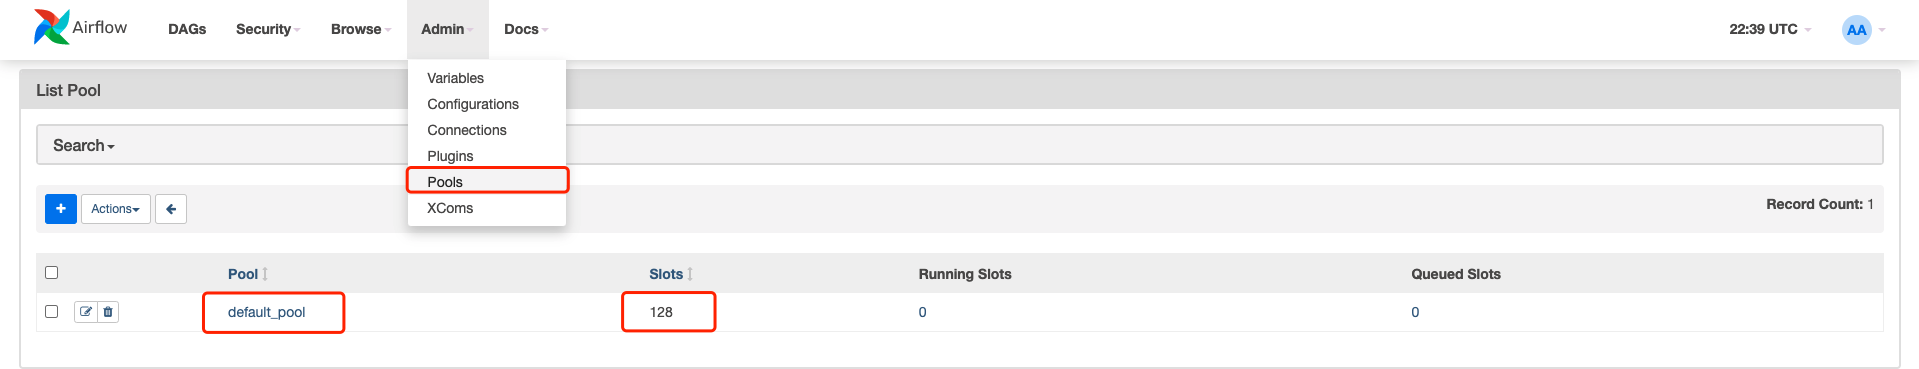 Airflow DAGs Security Browse Admin Docs 22:39 UTC AA
Variables
Configurations
Connections
Plugins
Pools
XComs
List Pool
Search
+ Actions Record Count: 1
Pool Slots Running Slots Queued Slots
default_pool 128 0 0